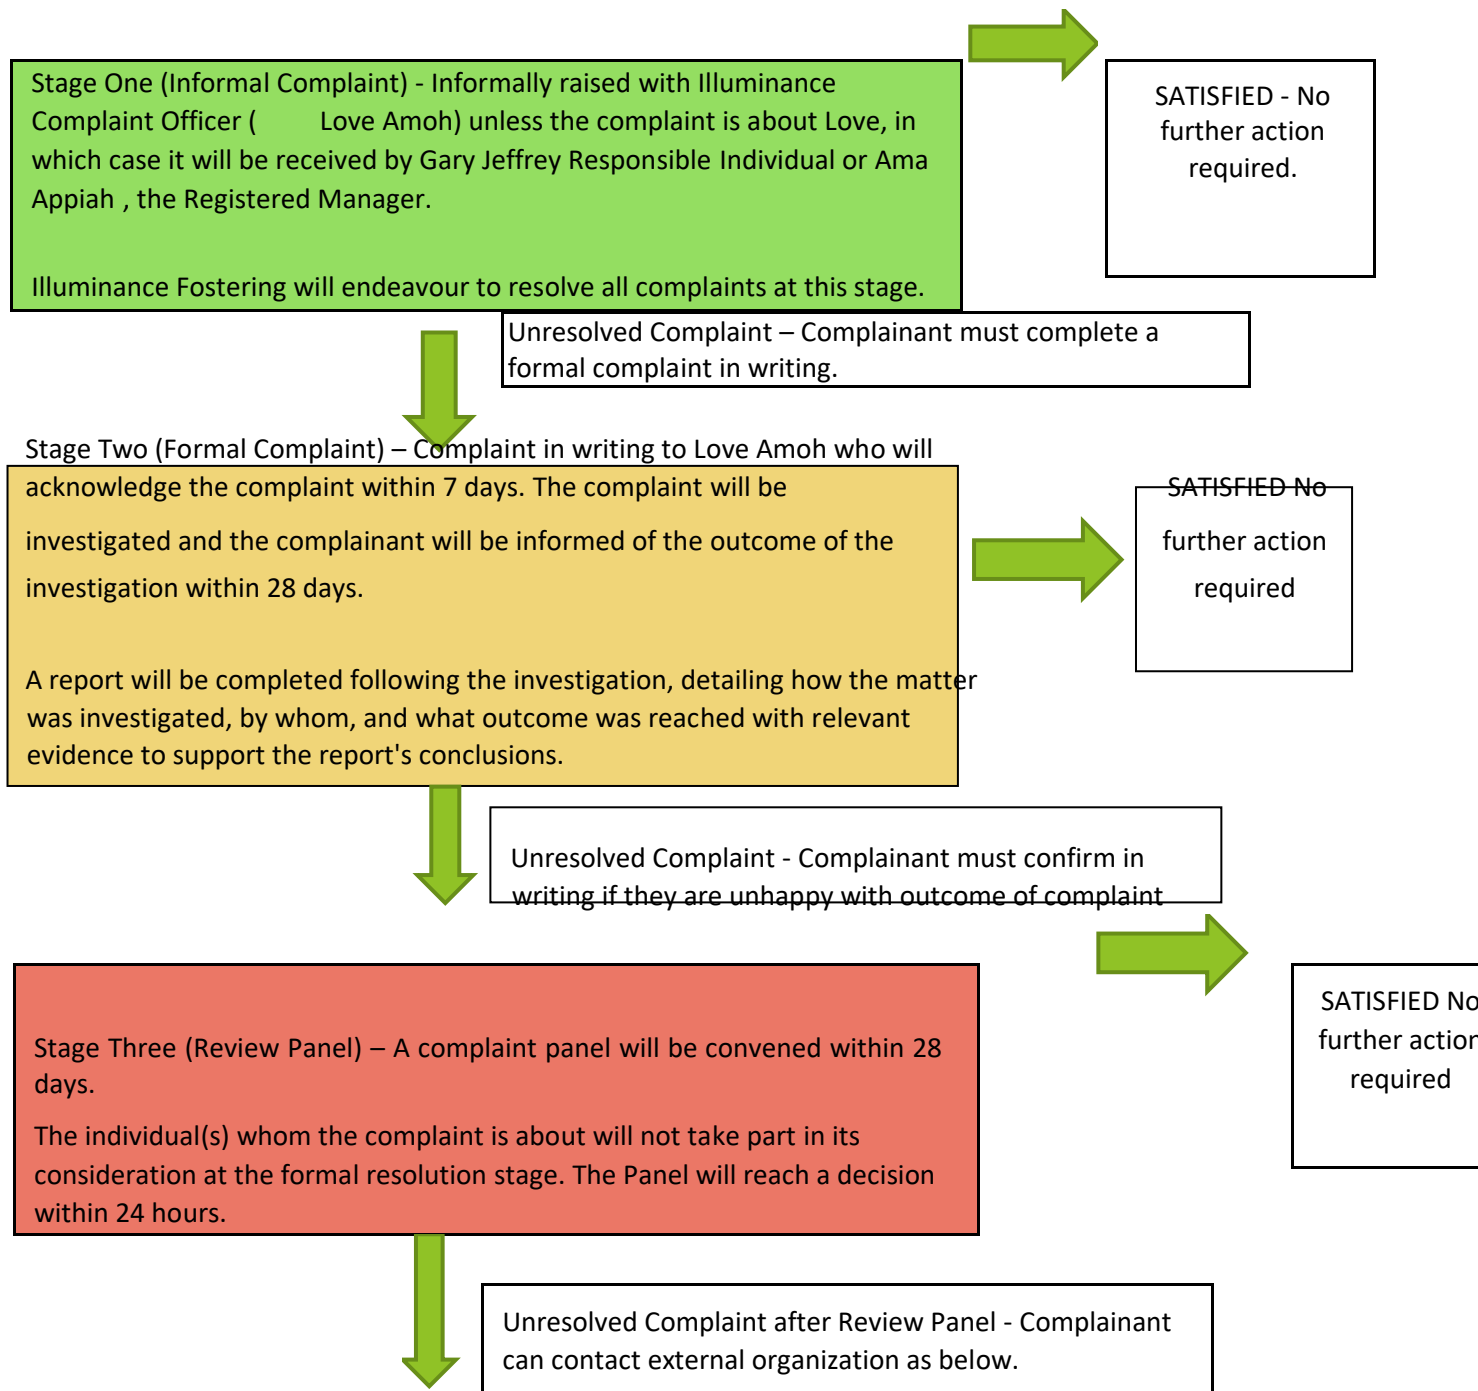 Stage One (Informal Complaint) - Informally raised with Illuminance
Complaint Officer ( Love Amoh) unless the complaint is about Love, in
which case it will be received by Gary Jeffrey Responsible Individual or Ama
Appiah , the Registered Manager.
Illuminance Fostering will endeavour to resolve all complaints at this stage.
SATISFIED - No
further action
required.
Unresolved Complaint – Complainant must complete a
formal complaint in writing.
Stage Two (Formal Complaint) – Complaint in writing to Love Amoh who will
acknowledge the complaint within 7 days. The complaint will be
investigated and the complainant will be informed of the outcome of the
investigation within 28 days.
A report will be completed following the investigation, detailing how the matter
was investigated, by whom, and what outcome was reached with relevant
evidence to support the report's conclusions.
SATISFIED No
further action
required
Unresolved Complaint - Complainant must confirm in
writing if they are unhappy with outcome of complaint
Stage Three (Review Panel) – A complaint panel will be convened within 28
days.
The individual(s) whom the complaint is about will not take part in its
consideration at the formal resolution stage. The Panel will reach a decision
within 24 hours.
SATISFIED No
further action
required
Unresolved Complaint after Review Panel - Complainant
can contact external organization as below.